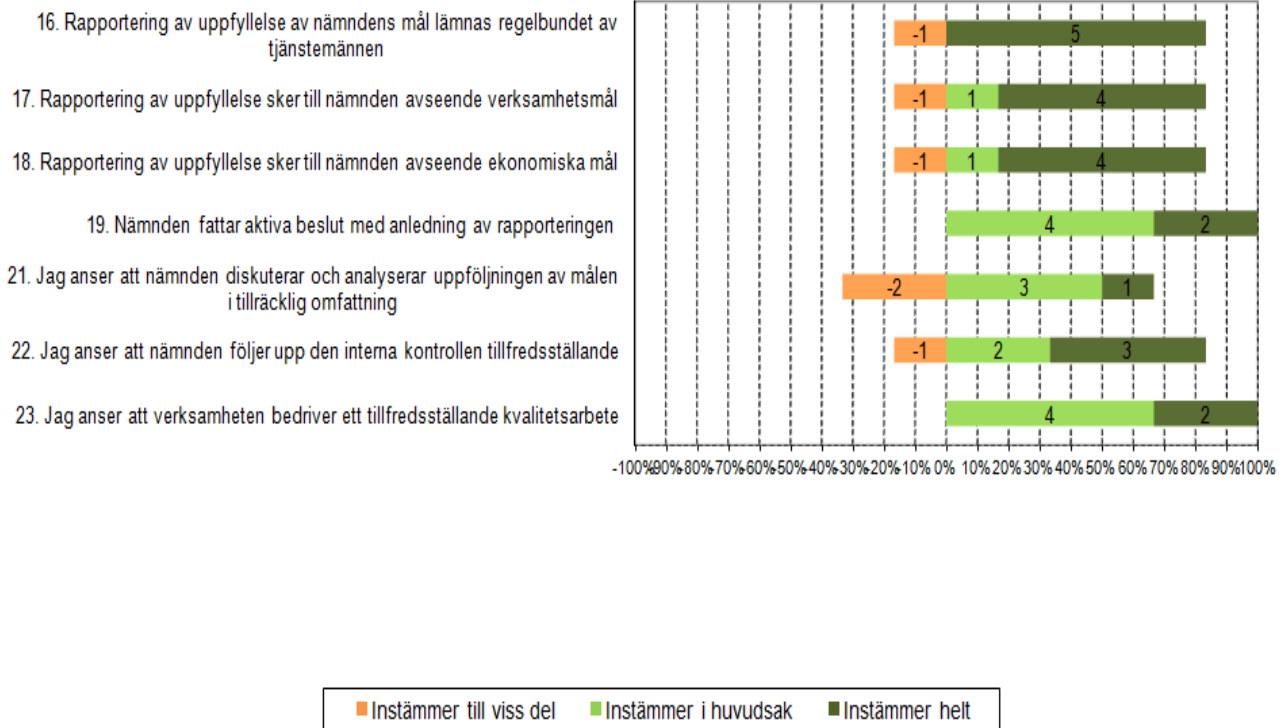 16. Rapportering av uppfyllelse av nämndens mål lämnas regelbundet av
tjänstemännen
-1 5
17. Rapportering av uppfyllelse sker till nämnden avseende verksamhetsmål
-1 1 4
18. Rapportering av uppfyllelse sker till nämnden avseende ekonomiska mål
-1 1 4
19. Nämnden fattar aktiva beslut med anledning av rapporteringen
4 2
21. Jag anser att nämnden diskuterar och analyserar uppföljningen av målen
i tillräcklig omfattning
-2 3 1
22. Jag anser att nämnden följer upp den interna kontrollen tillfredsställande
-1 2 3
23. Jag anser att verksamheten bedriver ett tillfredsställande kvalitetsarbete
4 2
-100%-90%-80%-70%-60%-50%-40%-30%-20%-10% 0% 10% 20% 30% 40% 50% 60% 70% 80% 90%100%
Instämmer till viss del Instämmer i huvudsak Instämmer helt